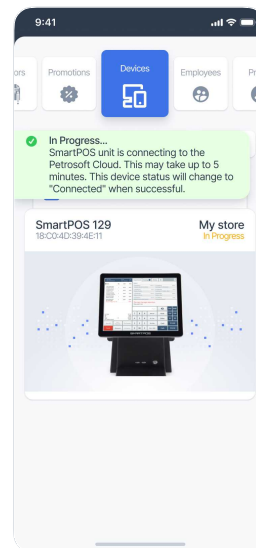 9:41
ors Promotions Devices Employees Pr
In Progress...
SmartPOS unit is connecting to the
Petrosoft Cloud. This may take up to 5
minutes. This device status will change to
"Connected" when successful.
SmartPOS 129 My store
18:C0:4D:39:4E:11 In Progress